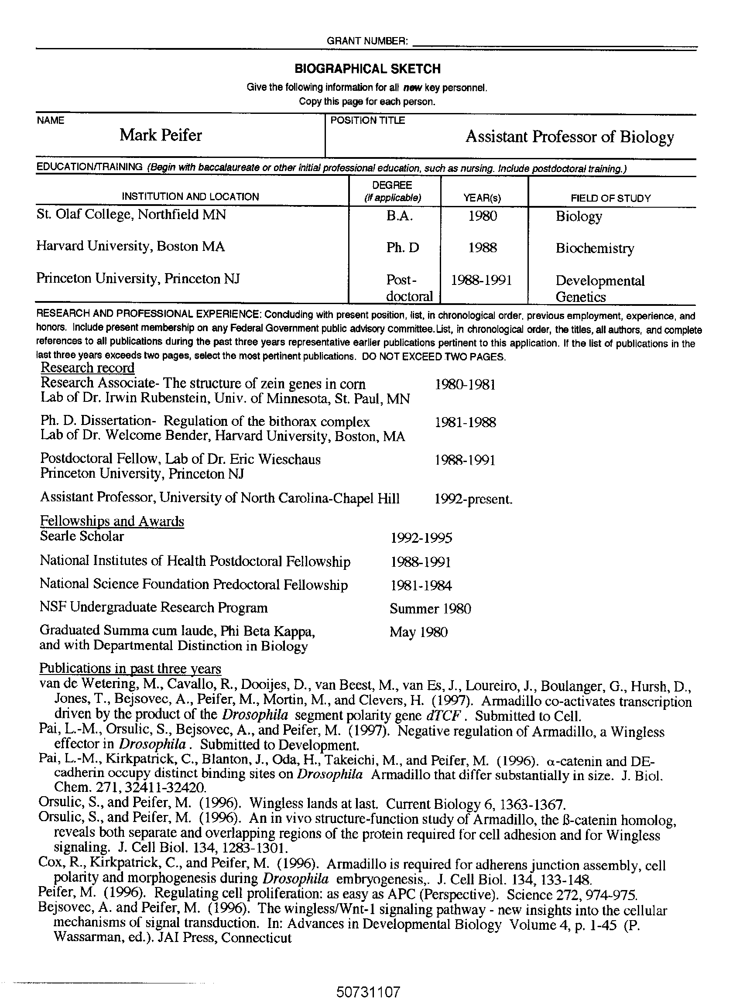 GRANT NUMBER:
BIOGRAPHICAL SKETCH
Give the following information for all new key personnel.
Copy this page for each person.
NAME
POSITION TITLE
Mark Peifer
Assistant Professor of Biology
EDUCATION/TRAINING (Begin with baccalaureate or other initial professional education, such as nursing. Include postdoctoral training.)
INSTITUTION AND LOCATION
DEGREE
(if applicable)
YEAR(s)
FIELD OF STUDY
St. Olaf College, Northfield MN
B.A.
1980
Biology
Harvard University, Boston MA
Ph. D
1988
Biochemistry
Princeton University, Princeton NJ
Post-
doctoral
1988-1991
Developmental
Genetics
RESEARCH AND PROFESSIONAL EXPERIENCE: Concluding with present position, list, in chronological order, previous employment, experience, and
honors. Include present membership on any Federal Government public advisory committee. List, in chronological order, the titles, all authors, and complete
references to all publications during the past three years representative earlier publications pertinent to this application. If the list of publications in the
last three years exceeds two pages, select the most pertinent publications. DO NOT EXCEED TWO PAGES.
Research record
Research Associate- The structure of zein genes in corn 1980-1981
Lab of Dr. Irwin Rubenstein, Univ. of Minnesota, St. Paul, MN
Ph. D. Dissertation- Regulation of the bithorax complex 1981-1988
Lab of Dr. Welcome Bender, Harvard University, Boston, MA
Postdoctoral Fellow, Lab of Dr. Eric Wieschaus 1988-1991
Princeton University, Princeton NJ
Assistant Professor, University of North Carolina-Chapel Hill 1992-present.
Fellowships and Awards
Searle Scholar 1992-1995
National Institutes of Health Postdoctoral Fellowship 1988-1991
National Science Foundation Predoctoral Fellowship 1981-1984
NSF Undergraduate Research Program Summer 1980
Graduated Summa cum laude, Phi Beta Kappa, May 1980
and with Departmental Distinction in Biology
Publications in past three years
van de Wetering, M., Cavallo, R., Dooijes, D., van Beest, M., van Es, J., Loureiro, J., Boulanger, G., Hursh, D.,
Jones, T., Bejsovec, A., Peifer, M., Mortin, M., and Clevers, H. (1997). Armadillo co-activates transcription
driven by the product of the Drosophila segment polarity gene dTCF. Submitted to Cell.
Pai, L.-M., Orsulic, S., Bejsovec, A., and Peifer, M. (1997). Negative regulation of Armadillo, a Wingless
effector in Drosophila. Submitted to Development.
Pai, L.-M., Kirkpatrick, C., Blanton, J., Oda, H., Takeichi, M., and Peifer, M. (1996). α-catenin and DE-
cadherin occupy distinct binding sites on Drosophila Armadillo that differ substantially in size. J. Biol.
Chem. 271, 32411-32420.
Orsulic, S., and Peifer, M. (1996). Wingless lands at last. Current Biology 6, 1363-1367.
Orsulic, S., and Peifer, M. (1996). An in vivo structure-function study of Armadillo, the ß-catenin homolog,
reveals both separate and overlapping regions of the protein required for cell adhesion and for Wingless
signaling. J. Cell Biol. 134, 1283-1301.
Cox, R., Kirkpatrick, C., and Peifer, M. (1996). Armadillo is required for adherens junction assembly, cell
polarity and morphogenesis during Drosophila embryogenesis,. J. Cell Biol. 134, 133-148.
Peifer, M. (1996). Regulating cell proliferation: as easy as APC (Perspective). Science 272, 974-975.
Bejsovec, A. and Peifer, M. (1996). The wingless/Wnt-1 signaling pathway - new insights into the cellular
mechanisms of signal transduction. In: Advances in Developmental Biology Volume 4, p. 1-45 (P.
Wassarman, ed.). JAI Press, Connecticut
50731107